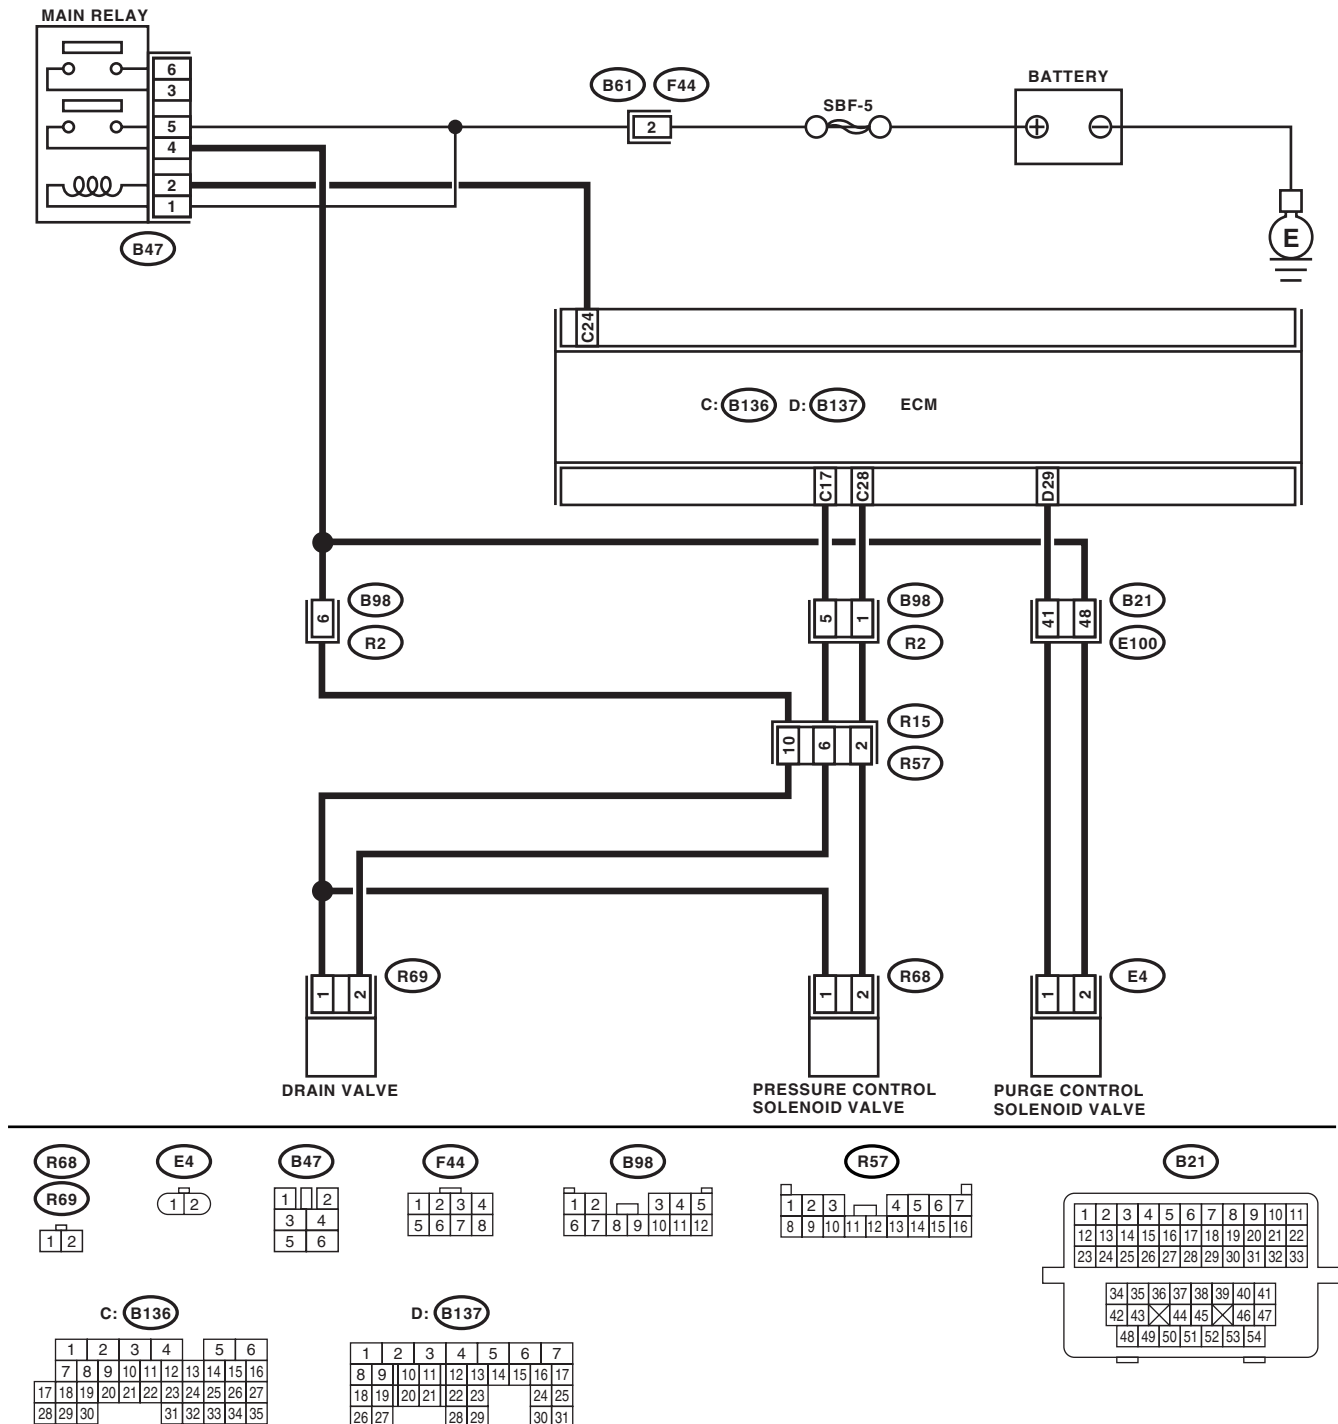 MAIN RELAY
6
3
5
4
2
1
B47
B61 F44
2
SBF-5
BATTERY
+ −
E
C24
C: B136 D: B137 ECM
C17 C28 D29
6
B98
R2
5 1
B98
R2
41 48
B21
E100
10 6 2
R15
R57
1 2
R69
1 2
R68
1 2
E4
DRAIN VALVE
PRESSURE CONTROL
SOLENOID VALVE
PURGE CONTROL
SOLENOID VALVE
R68
R69
1 2
E4
1 2
B47
1 2
3 4
5 6
F44
1 2 3 4
5 6 7 8
B98
1 2 3 4 5
6 7 8 9 10 11 12
R57
1 2 3 4 5 6 7
8 9 10 11 12 13 14 15 16
B21
1 2 3 4 5 6 7 8 9 10 11
12 13 14 15 16 17 18 19 20 21 22
23 24 25 26 27 28 29 30 31 32 33
34 35 36 37 38 39 40 41
42 43 44 45 46 47
48 49 50 51 52 53 54
C: B136
1 2 3 4 5 6
7 8 9 10 11 12 13 14 15 16
17 18 19 20 21 22 23 24 25 26 27
28 29 30 31 32 33 34 35
D: B137
1 2 3 4 5 6 7
8 9 10 11 12 13 14 15 16 17
18 19 20 21 22 23 24 25
26 27 28 29 30 31